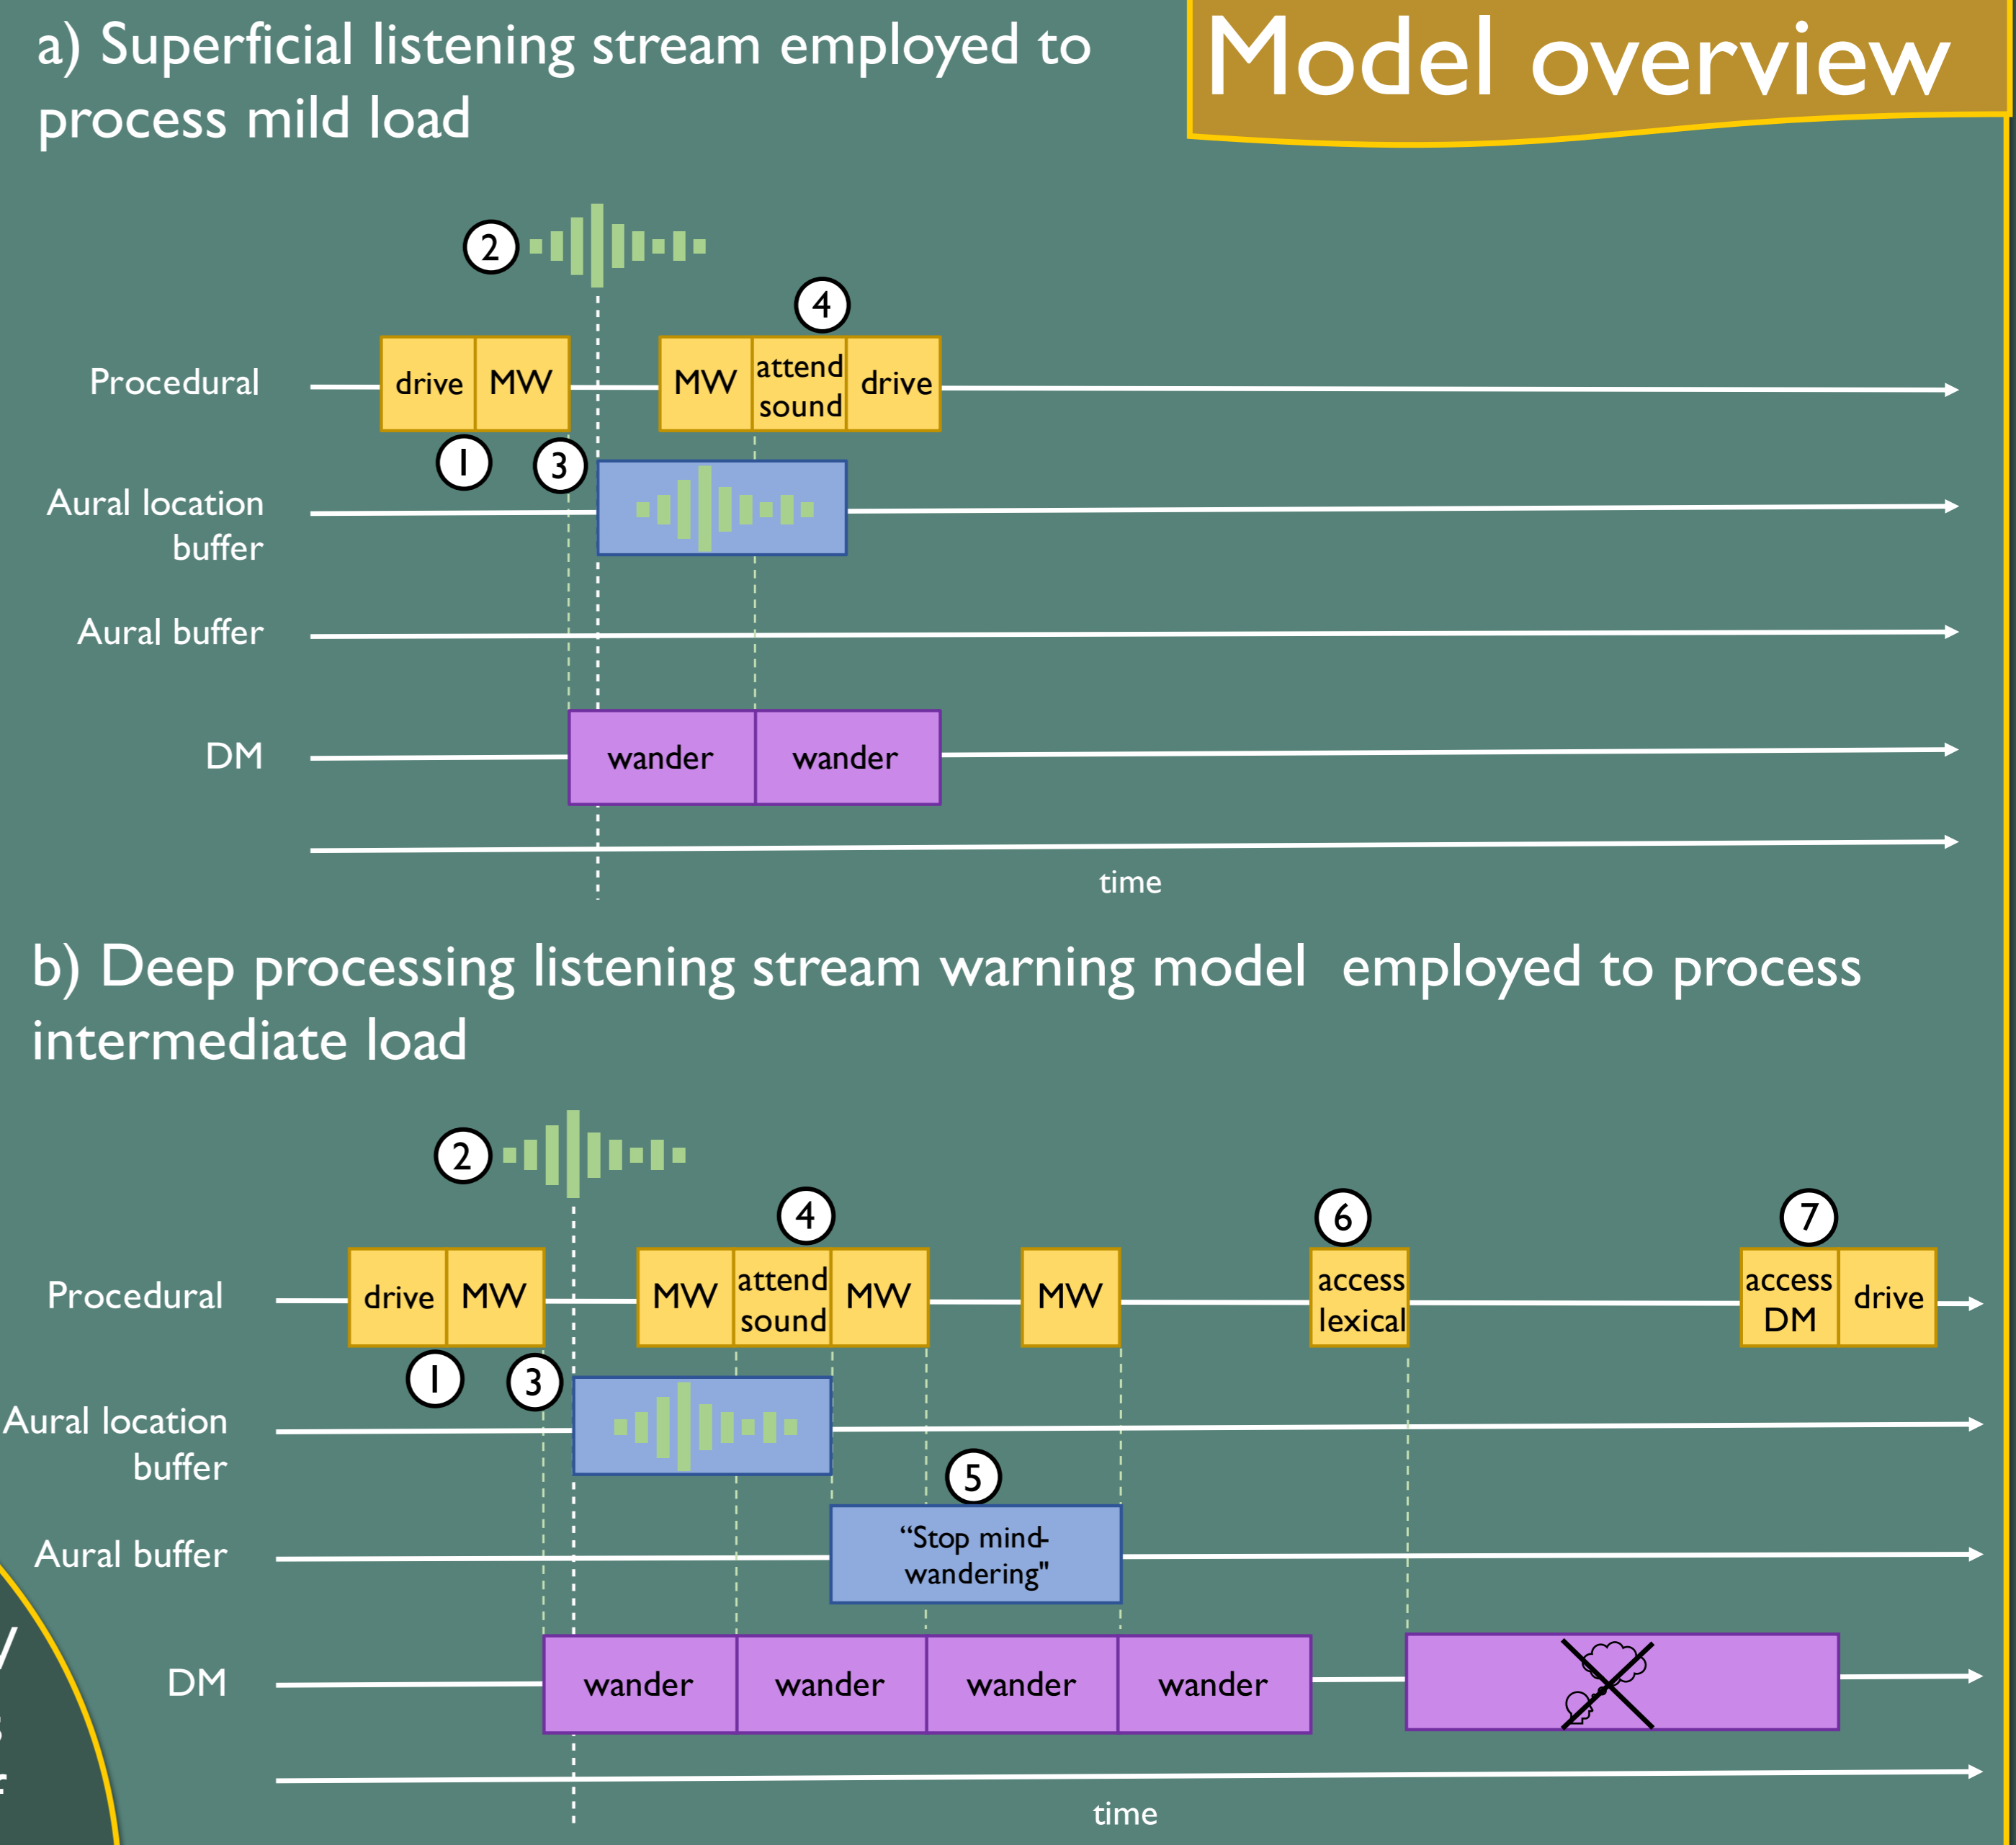 a) Superficial listening stream employed to
process mild load
Model overview
2
4
Procedural
drive
MW
MW
attend
sound
drive
1
3
Aural location
buffer
Aural buffer
DM
wander
wander
time
b) Deep processing listening stream warning model employed to process
intermediate load
2
4
6
7
Procedural
drive
MW
MW
attend
sound
MW
MW
access
lexical
access
DM
drive
1
3
Aural location
buffer
5
Aural buffer
“Stop mind-
wandering"
DM
wander
wander
wander
wander
time